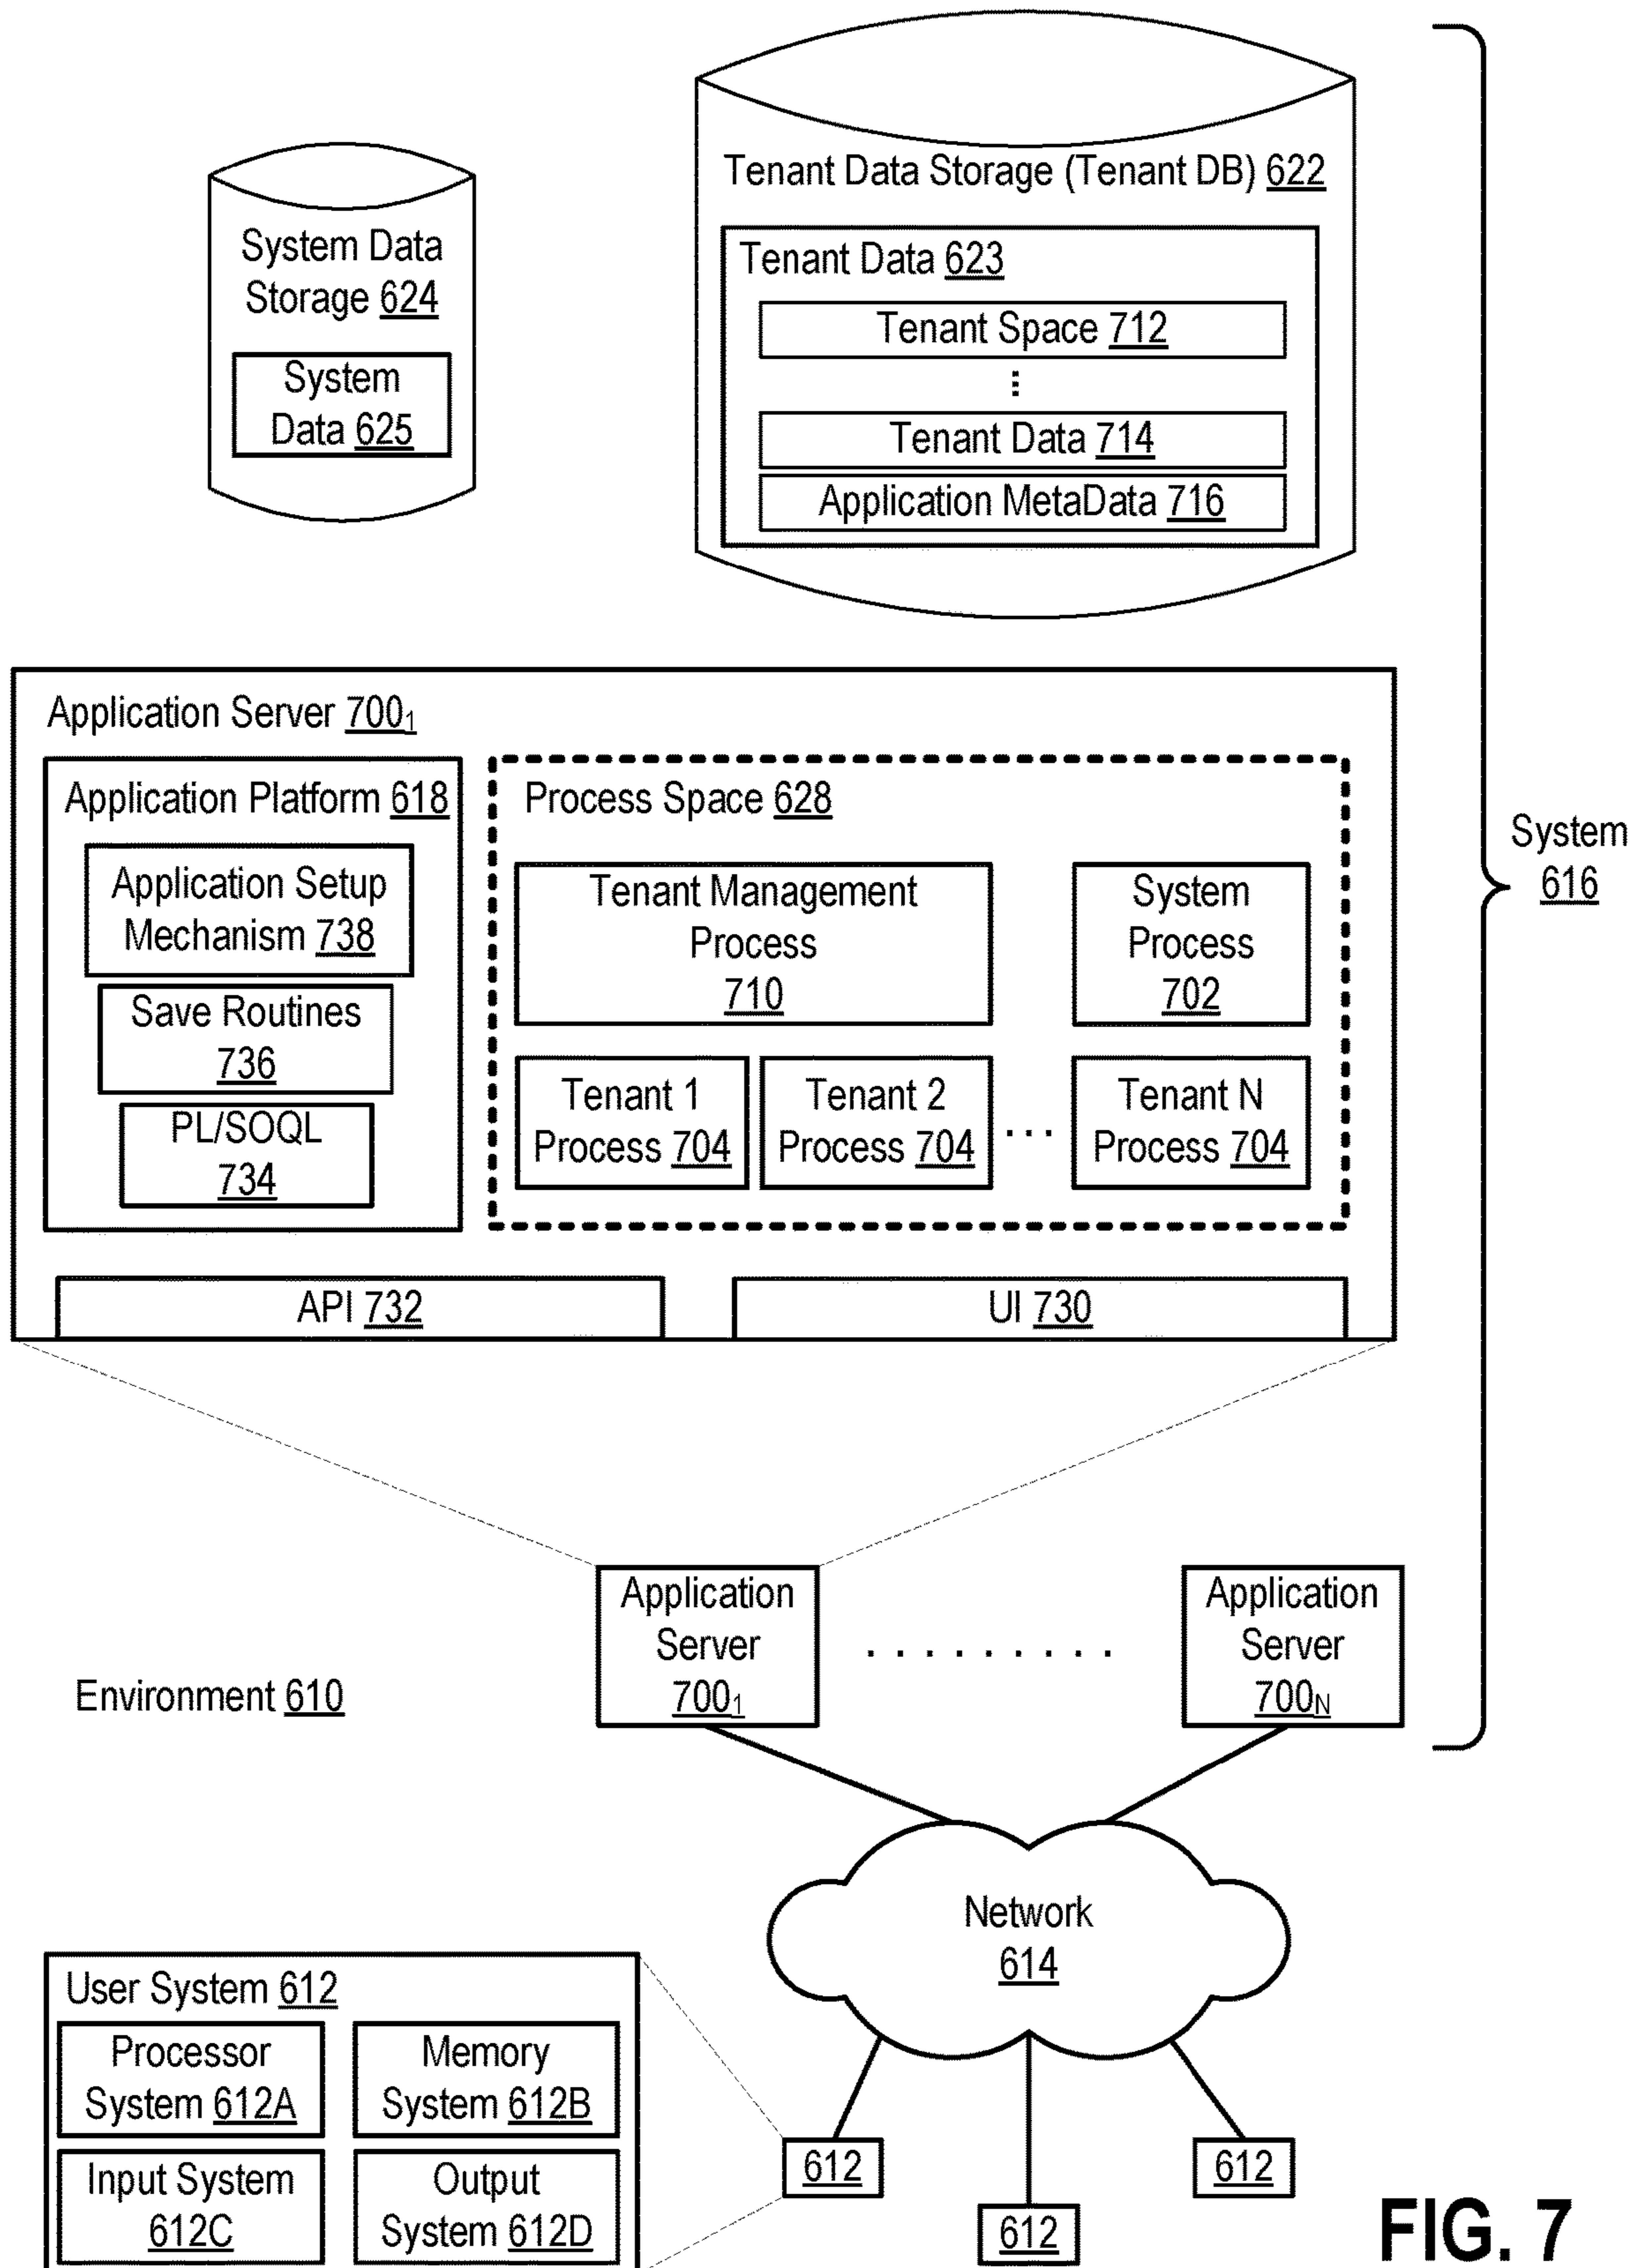 System Data
Storage 624
System
Data 625
Tenant Data Storage (Tenant DB) 622
Tenant Data 623
Tenant Space 712
⋮
Tenant Data 714
Application MetaData 716
System
616
Application Server 700₁
Application Platform 618
Application Setup
Mechanism 738
Save Routines
736
PL/SOQL
734
Process Space 628
Tenant Management
Process
710
System
Process
702
Tenant 1
Process 704
Tenant 2
Process 704
...
Tenant N
Process 704
API 732
UI 730
Environment 610
Application
Server
700₁
.........
Application
Server
700N
Network
614
User System 612
Processor
System 612A
Memory
System 612B
Input System
612C
Output
System 612D
612
612
612
FIG. 7